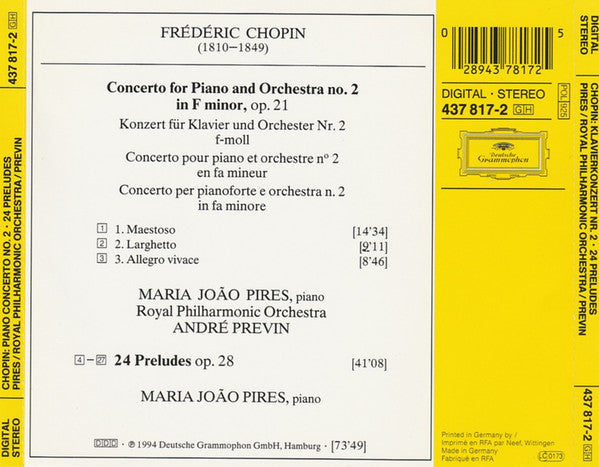 DIGITAL STEREO
CHOPIN: PIANO CONCERTO NO. 2 · 24 PRELUDES
PIRES / ROYAL PHILHARMONIC ORCHESTRA / PREVIN
437 817-2 GH
FRÉDÉRIC CHOPIN
(1810–1849)
Concerto for Piano and Orchestra no. 2
in F minor, op. 21
Konzert für Klavier und Orchester Nr. 2
f-moll
Concerto pour piano et orchestre nº 2
en fa mineur
Concerto per pianoforte e orchestra n. 2
in fa minore
1 1. Maestoso [14'34]
2 2. Larghetto [9'11]
3 3. Allegro vivace [8'46]
MARIA JOÃO PIRES, piano
Royal Philharmonic Orchestra
ANDRÉ PREVIN
4–27 24 Preludes op. 28 [41'08]
MARIA JOÃO PIRES, piano
DDD · ℗ 1994 Deutsche Grammophon GmbH, Hamburg · [73'49]
0 28943 78172 5
DIGITAL · STEREO
437 817-2 GH
POL 925
Deutsche
Grammophon
Printed in Germany by /
Imprimé en RFA par Neef, Wittingen
Made in Germany
Fabriqué en RFA
LC 0173
DIGITAL STEREO
CHOPIN: KLAVIERKONZERT NR. 2 · 24 PRELUDES
PIRES / ROYAL PHILHARMONIC ORCHESTRA / PREVIN
437 817-2 GH